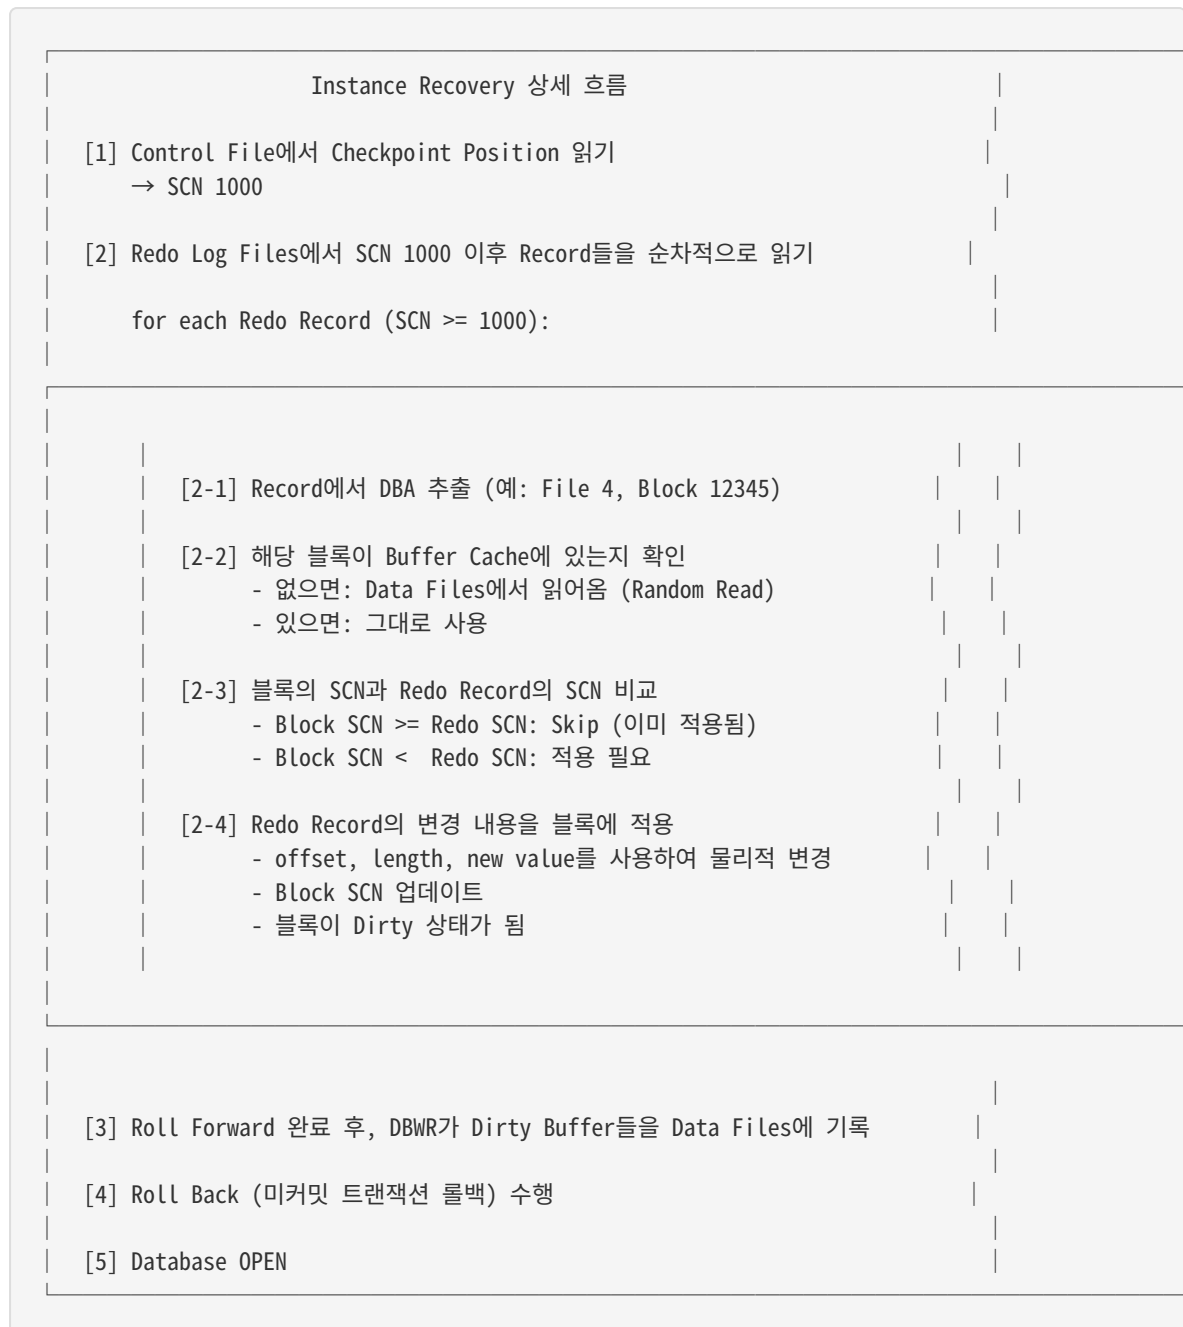 Instance Recovery 상세 흐름
[1] Control File에서 Checkpoint Position 읽기
→ SCN 1000
[2] Redo Log Files에서 SCN 1000 이후 Record들을 순차적으로 읽기
for each Redo Record (SCN >= 1000):
[2-1] Record에서 DBA 추출 (예: File 4, Block 12345)
[2-2] 해당 블록이 Buffer Cache에 있는지 확인
- 없으면: Data Files에서 읽어옴 (Random Read)
- 있으면: 그대로 사용
[2-3] 블록의 SCN과 Redo Record의 SCN 비교
- Block SCN >= Redo SCN: Skip (이미 적용됨)
- Block SCN <  Redo SCN: 적용 필요
[2-4] Redo Record의 변경 내용을 블록에 적용
- offset, length, new value를 사용하여 물리적 변경
- Block SCN 업데이트
- 블록이 Dirty 상태가 됨
[3] Roll Forward 완료 후, DBWR가 Dirty Buffer들을 Data Files에 기록
[4] Roll Back (미커밋 트랜잭션 롤백) 수행
[5] Database OPEN